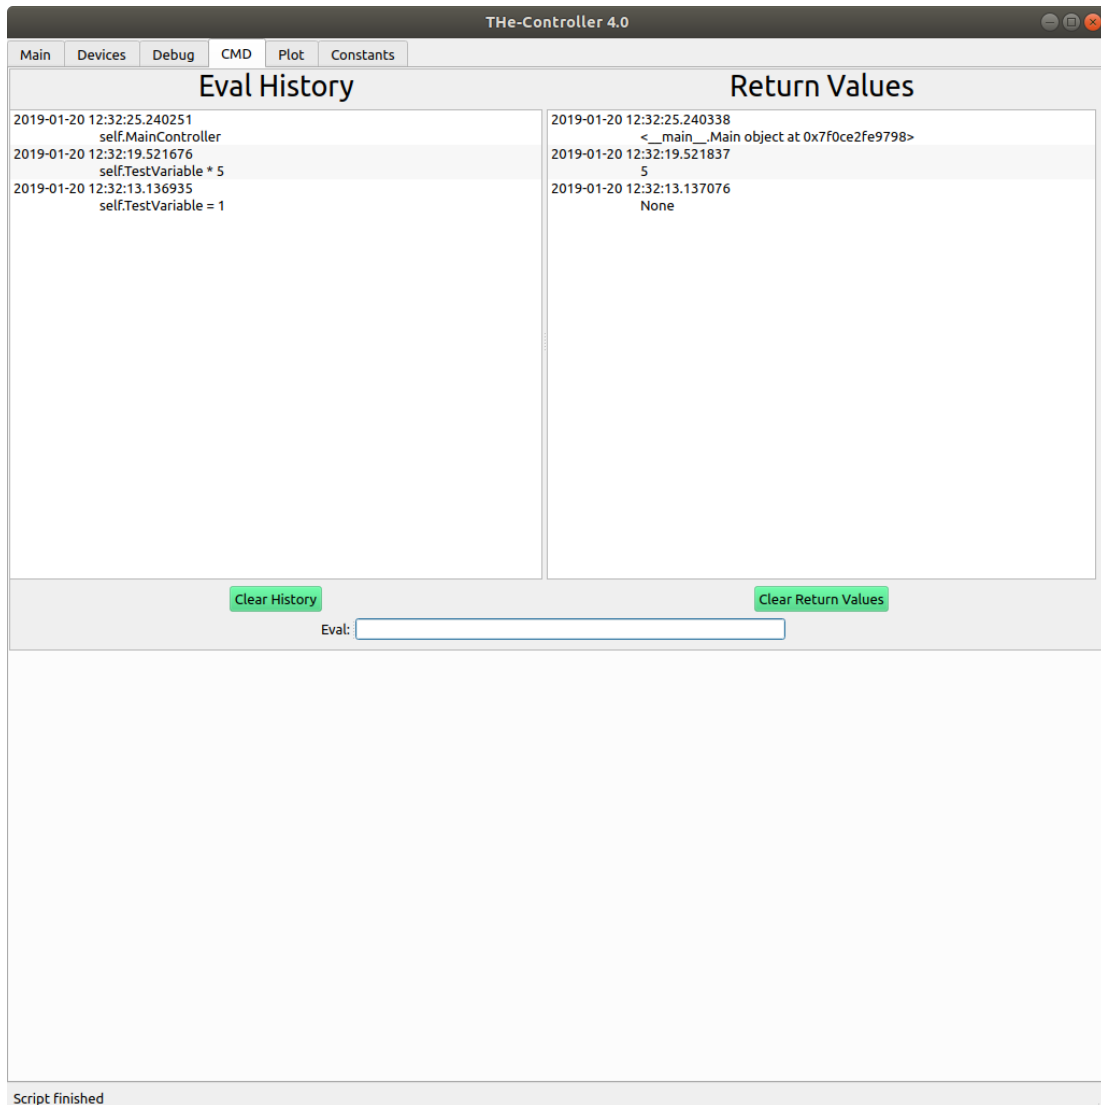 THe-Controller 4.0
Main Devices Debug CMD Plot Constants
Eval History
2019-01-20 12:32:25.240251
self.MainController
2019-01-20 12:32:19.521676
self.TestVariable * 5
2019-01-20 12:32:13.136935
self.TestVariable = 1
Return Values
2019-01-20 12:32:25.240338
<__main__.Main object at 0x7f0ce2fe9798>
2019-01-20 12:32:19.521837
5
2019-01-20 12:32:13.137076
None
Clear History
Clear Return Values
Eval:
Script finished